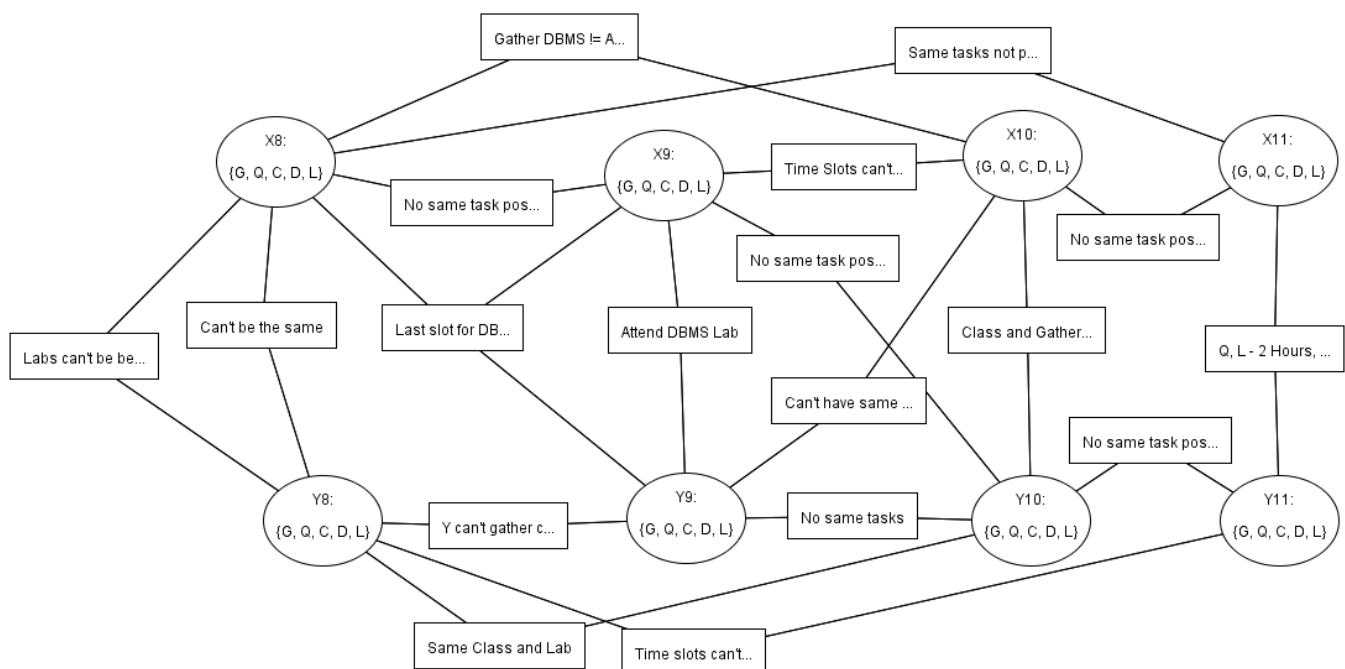 Gather DBMS != A...
Same tasks not p...
X8:
{G, Q, C, D, L}
X9:
{G, Q, C, D, L}
X10:
{G, Q, C, D, L}
X11:
{G, Q, C, D, L}
Time Slots can't...
No same task pos...
No same task pos...
No same task pos...
Labs can't be be...
Can't be the same
Last slot for DB...
Attend DBMS Lab
Class and Gather...
Q, L - 2 Hours, ...
Can't have same ...
No same task pos...
Y8:
{G, Q, C, D, L}
Y9:
{G, Q, C, D, L}
Y10:
{G, Q, C, D, L}
Y11:
{G, Q, C, D, L}
Y can't gather c...
No same tasks
Same Class and Lab
Time slots can't...